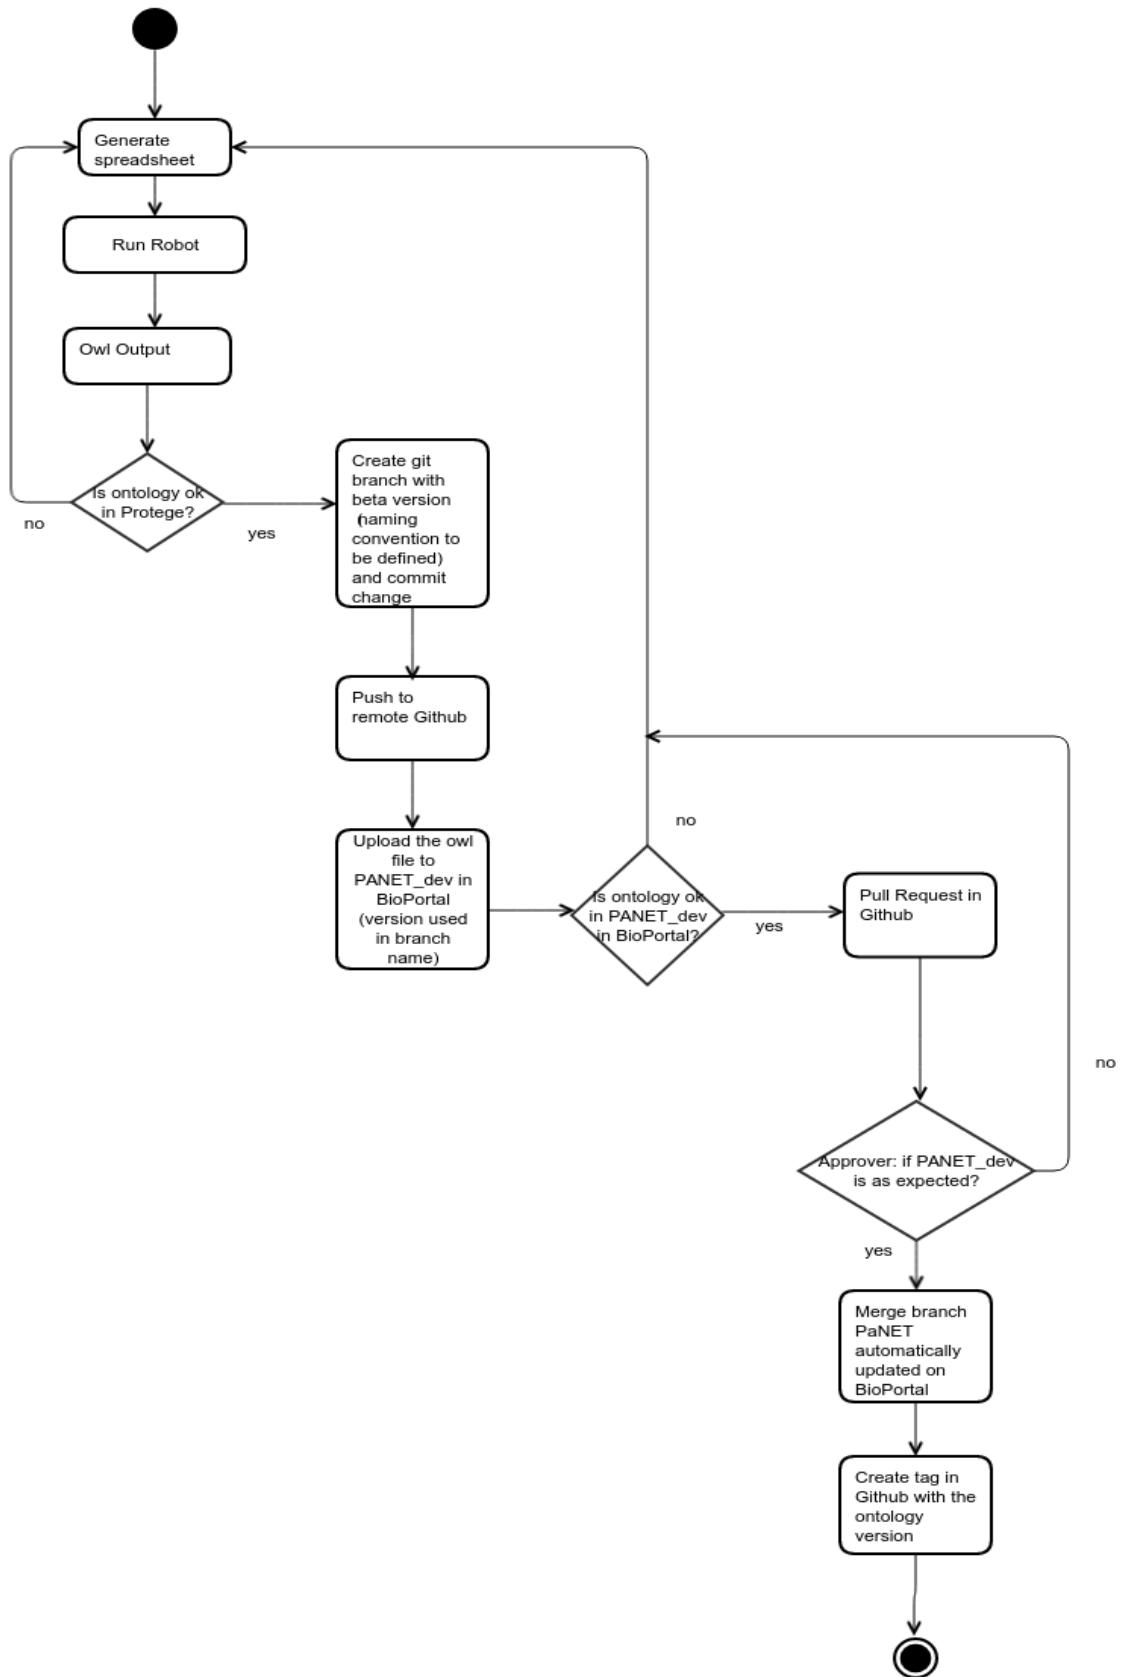 Generate
spreadsheet
Run Robot
Owl Output
Is ontology ok
in Protege?
no
yes
Create git
branch with
beta version
(naming
convention to
be defined)
and commit
change
Push to
remote Github
Upload the owl
file to
PANET_dev in
BioPortal
(version used
in branch
name)
no
Is ontology ok
in PANET_dev
in BioPortal?
yes
Pull Request in
Github
no
Approver: if PANET_dev
is as expected?
yes
Merge branch
PaNET
automatically
updated on
BioPortal
Create tag in
Github with the
ontology
version